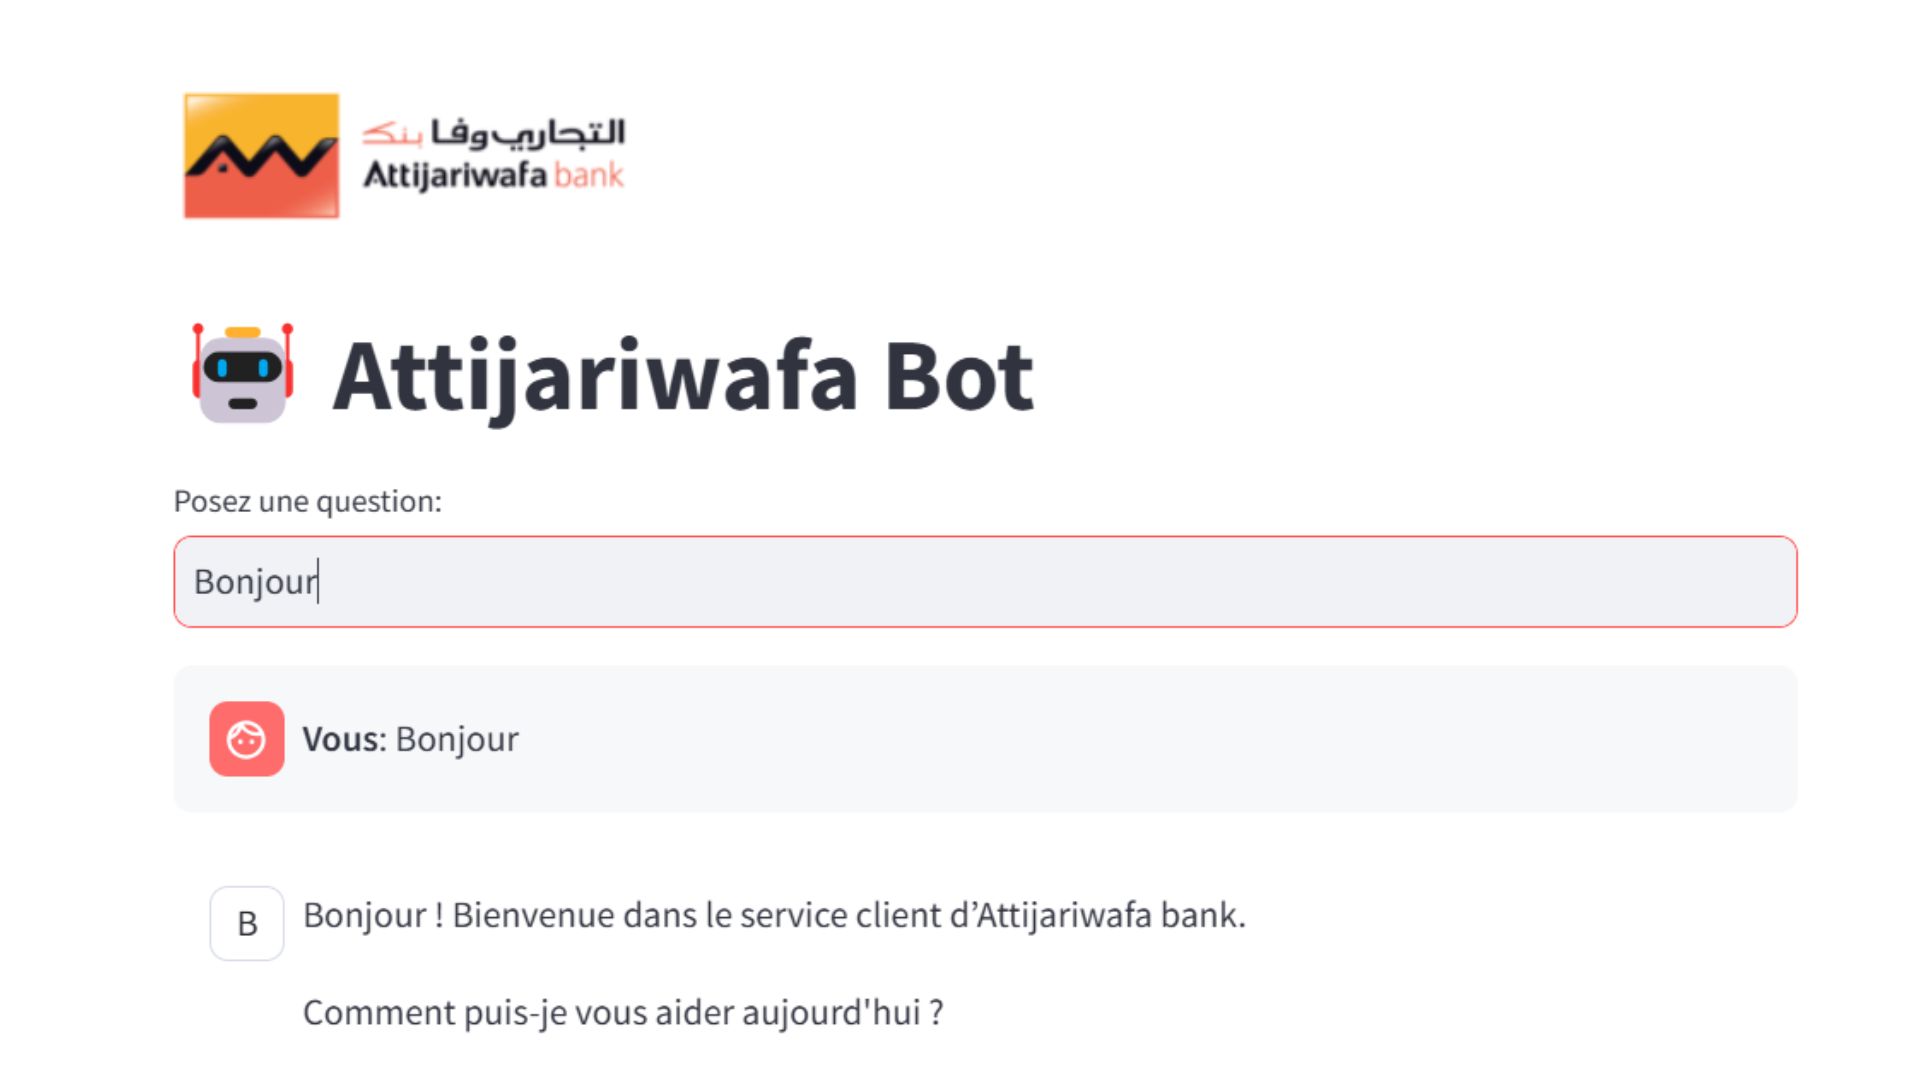 التجاري وفا بنك
Attijariwafa bank
Attijariwafa Bot
Posez une question:
Bonjour
Vous: Bonjour
B
Bonjour ! Bienvenue dans le service client d’Attijariwafa bank.
Comment puis-je vous aider aujourd'hui ?